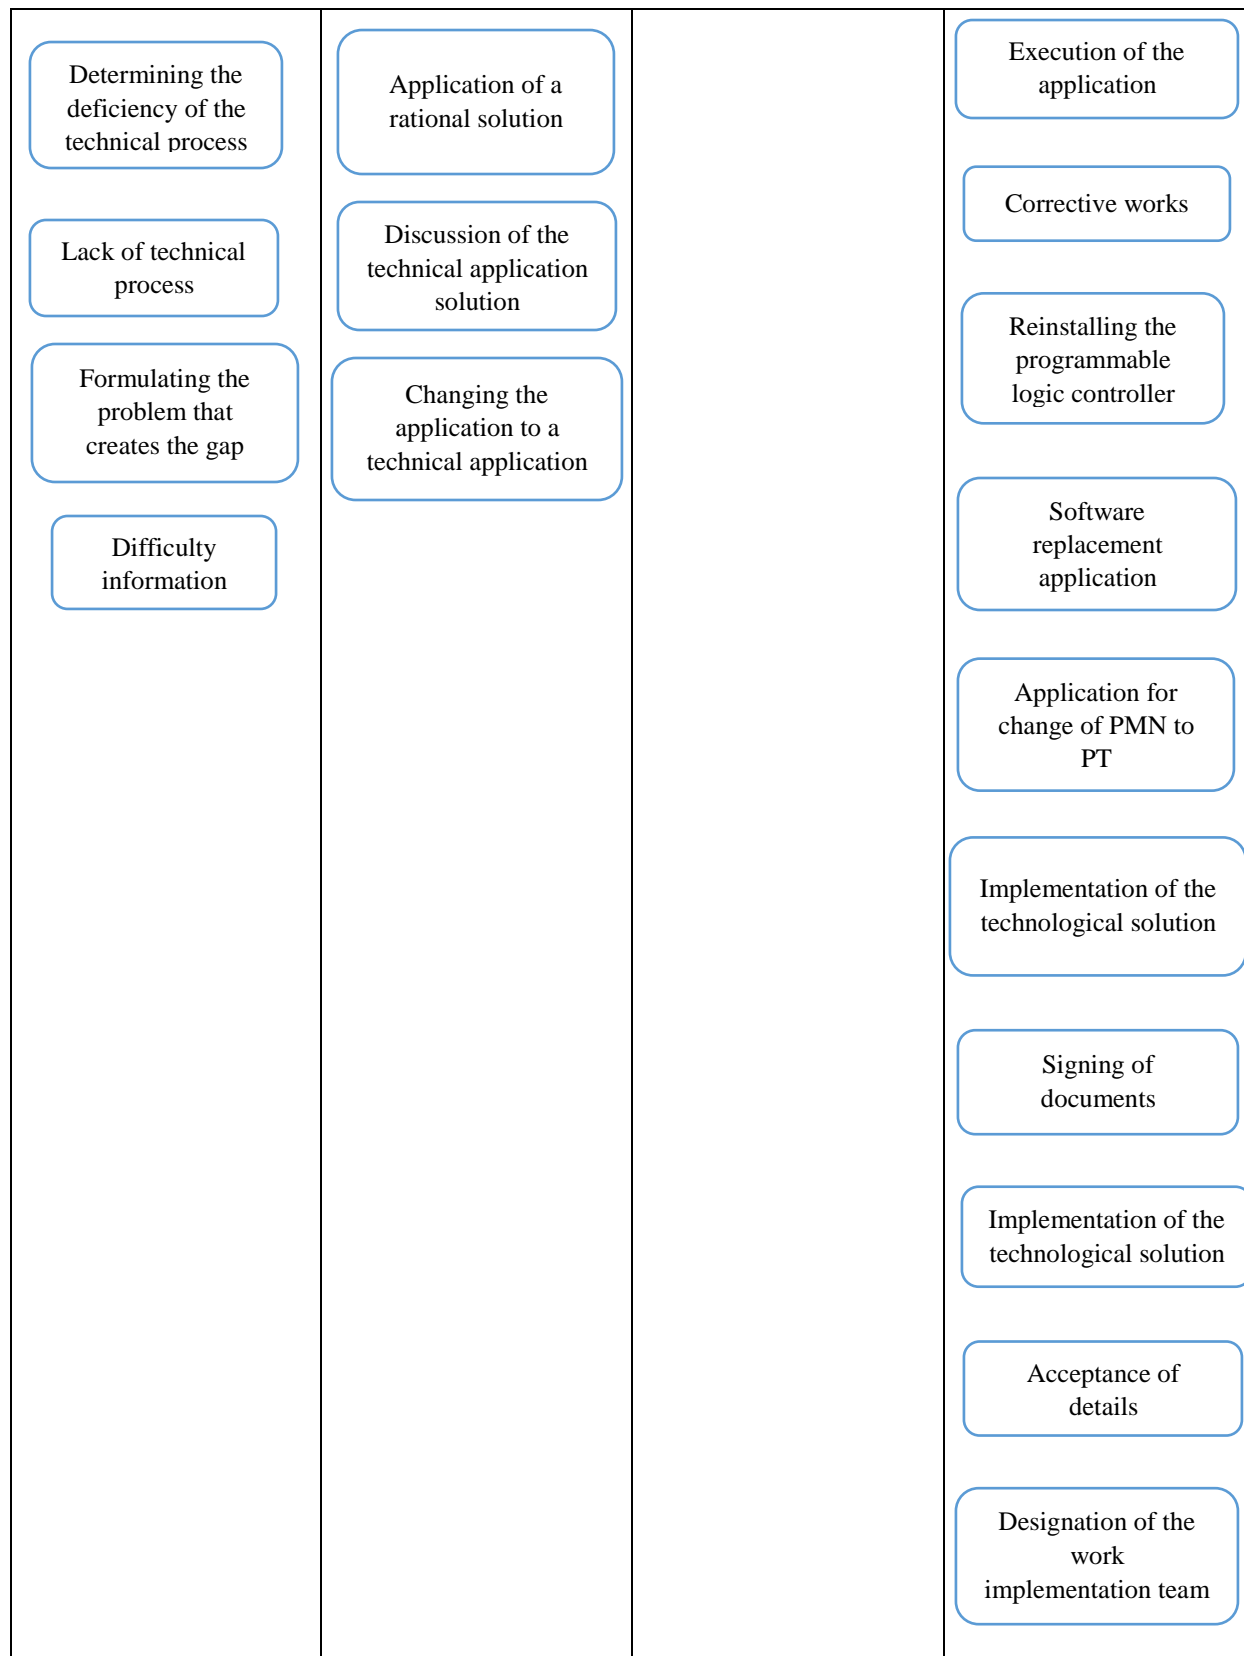 Determining the
deficiency of the
technical process
Lack of technical
process
Formulating the
problem that
creates the gap
Difficulty
information
Application of a
rational solution
Discussion of the
technical application
solution
Changing the
application to a
technical application
Execution of the
application
Corrective works
Reinstalling the
programmable
logic controller
Software
replacement
application
Application for
change of PMN to
PT
Implementation of the
technological solution
Signing of
documents
Implementation of the
technological solution
Acceptance of
details
Designation of the
work
implementation team